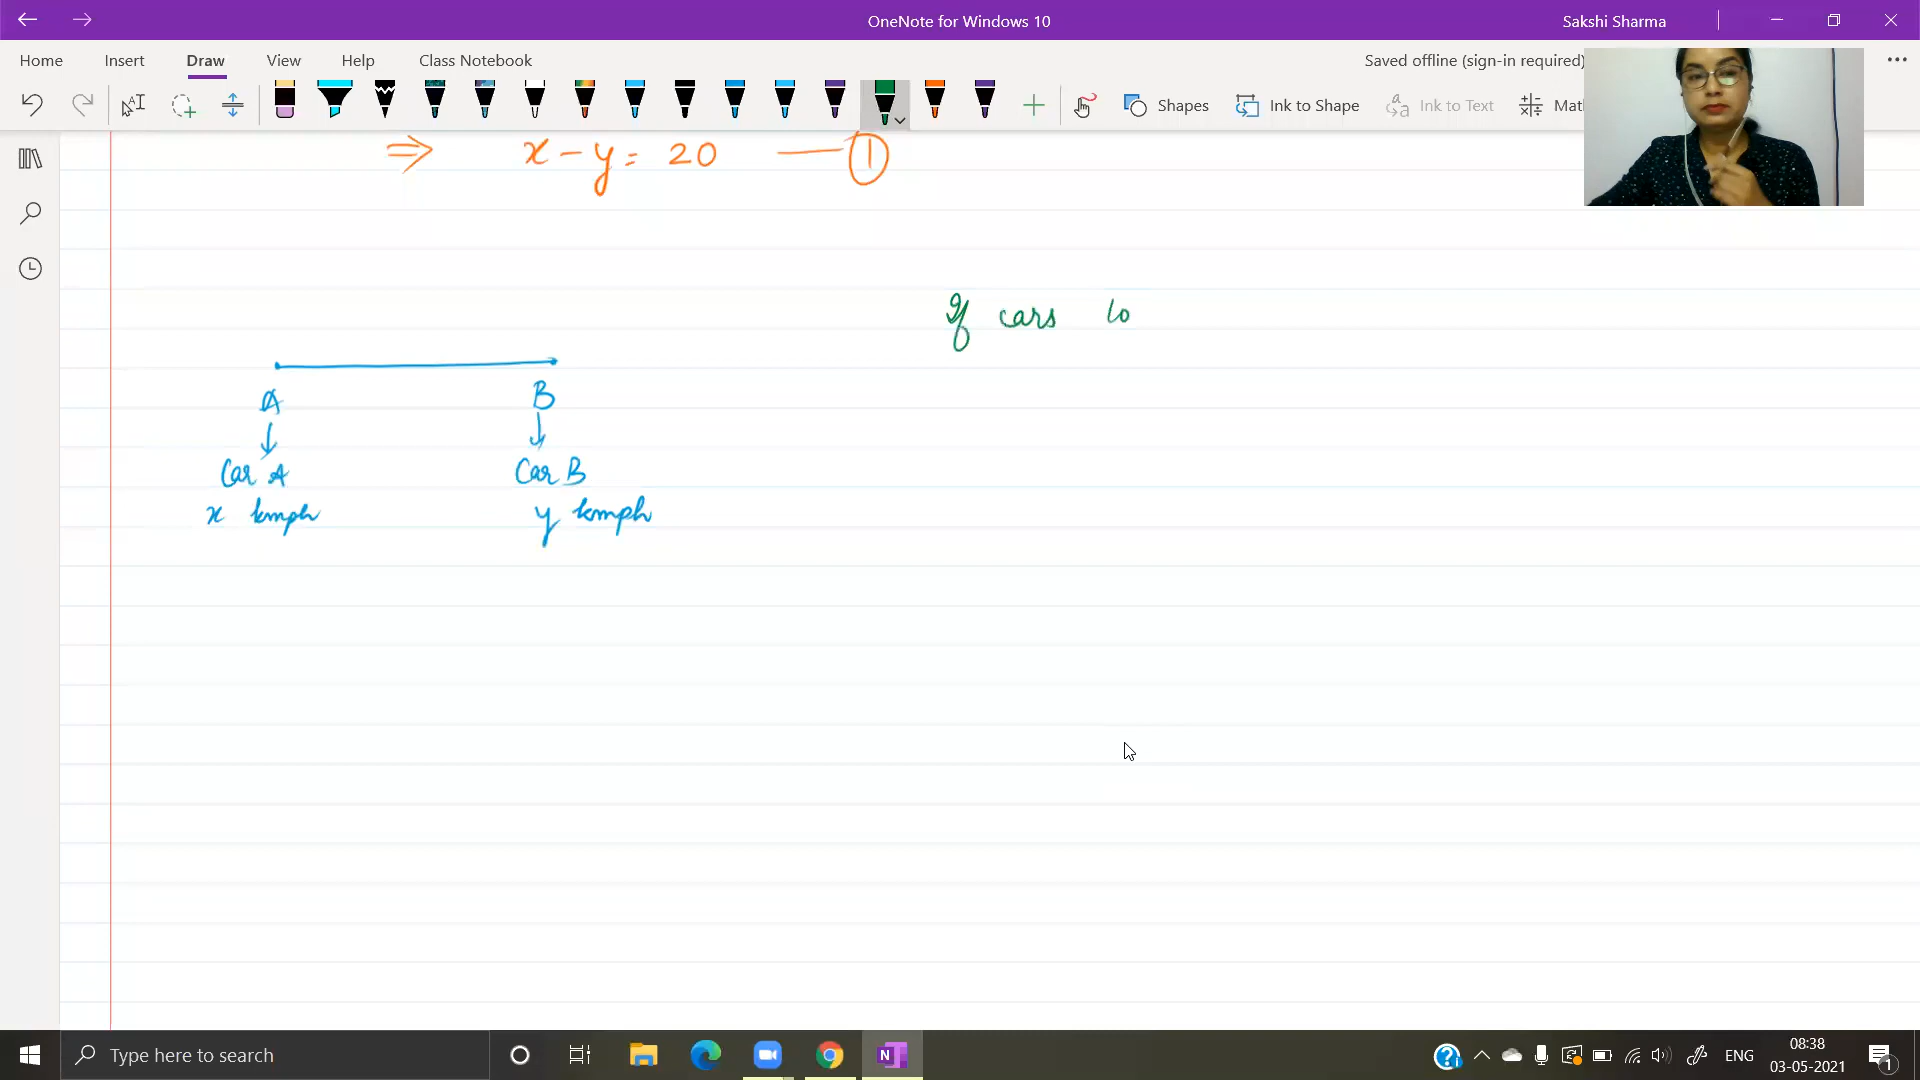 OneNote for Windows 10
Sakshi Sharma
Home Insert Draw View Help Class Notebook
Saved offline (sign-in required)
Shapes Ink to Shape Ink to Text Mat
⇒ x - y = 20 — ①
If cars
A B
Car A Car B
x kmph y kmph
Type here to search
ENG
08:38
03-05-2021
1